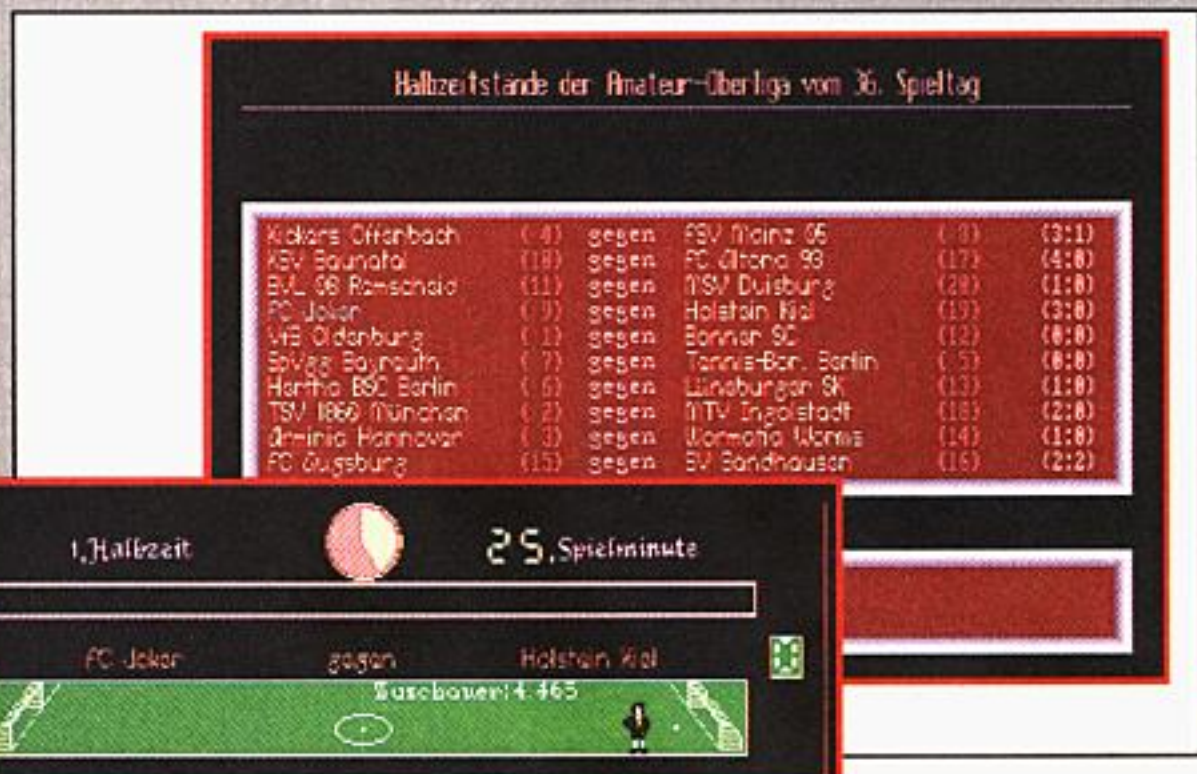 Halbzeitstände der Amateur-Oberliga vom 36. Spieltag
Kickers Offenbach ( 4) gegen FSV Mainz 05 ( 8) (3:1)
KSV Baunatal (10) gegen FC Altona 93 (17) (4:0)
BVL 08 Remscheid (11) gegen MSV Duisburg (20) (1:0)
FC Joker ( 9) gegen Holstein Kiel (19) (3:0)
VfB Oldenburg ( 1) gegen Bonner SC (12) (0:0)
SpVgg Bayreuth ( 7) gegen Tennis-Bor. Berlin ( 5) (0:0)
Hertha BSC Berlin ( 6) gegen Lüneburger SK (13) (1:0)
TSV 1860 München ( 2) gegen MTV Ingolstadt (18) (2:0)
Arminia Hannover ( 3) gegen Wormatia Worms (14) (1:0)
FC Augsburg (15) gegen SV Sandhausen (16) (2:2)
1.Halbzeit 25.Spielminute
FC Joker gegen Holstein Kiel
Zuschauer:4.465